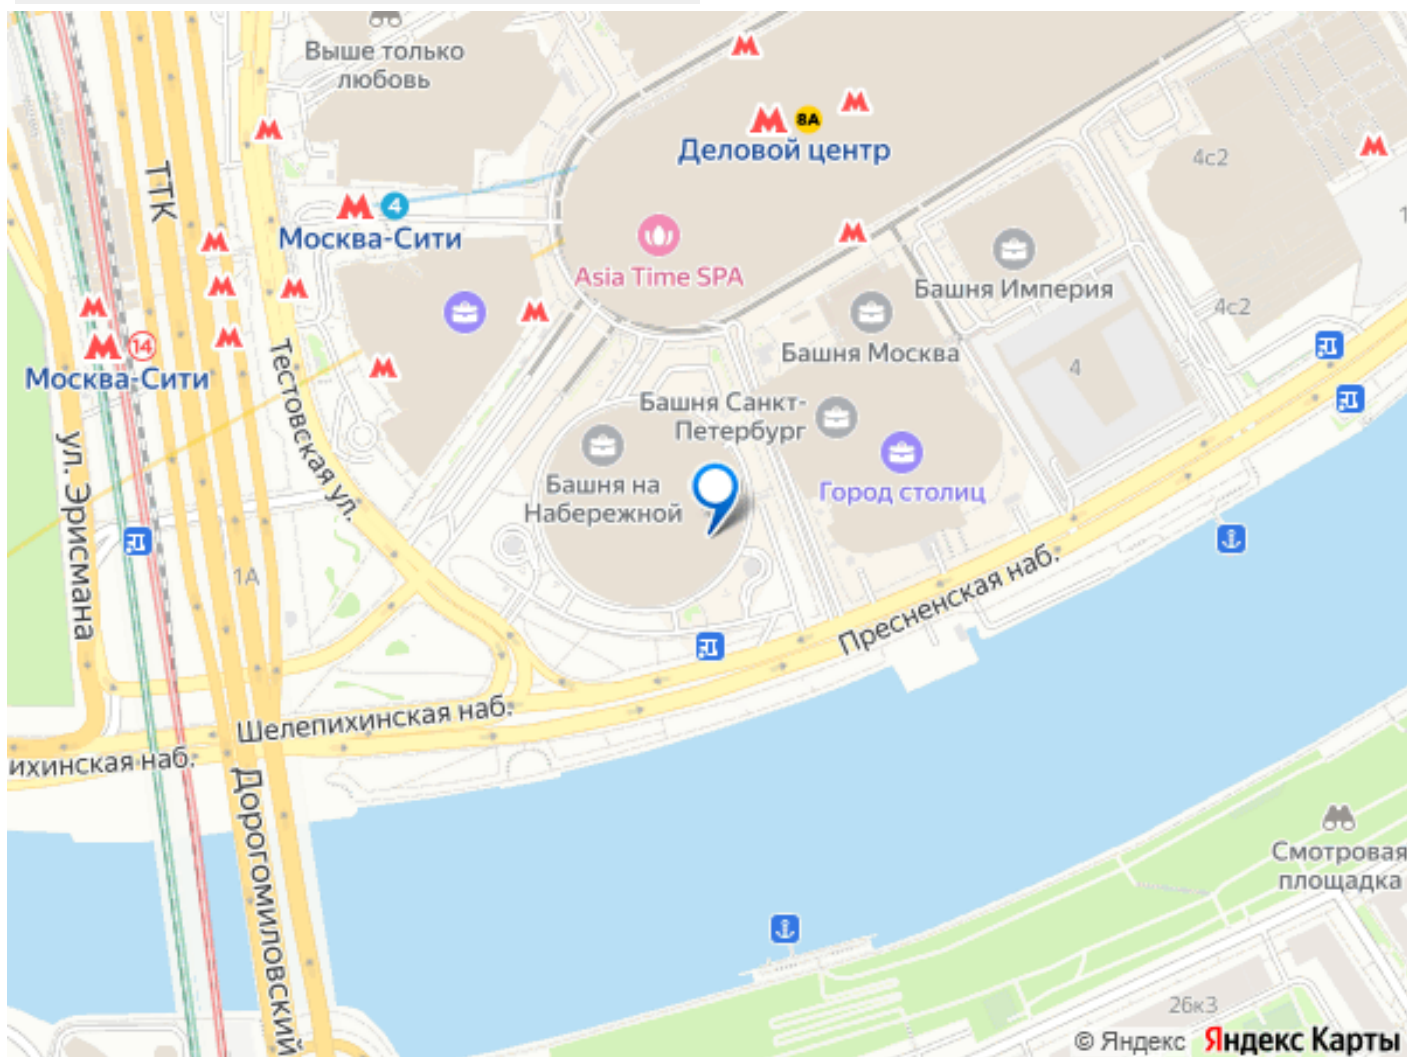 Выше только
любовь
8А
Деловой центр
4с2
ТТК
4
Москва-Сити
Asia Time SPA
Башня Империя
4с2
14
Москва-Сити
Башня Москва
4
Тестовская ул.
Башня Санкт-
Петербург
ул. Эрисмана
Башня на
Набережной
Город столиц
1А
Пресненская наб.
Шелепихинская наб.
ихинская наб.
Дорогомиловский
Смотровая
площадка
26к3
© Яндекс Яндекс Карты